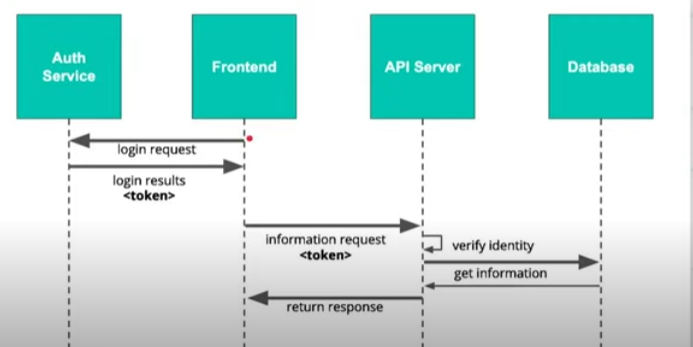 Auth
Service
Frontend
API Server
Database
login request
login results
<token>
information request
<token>
verify identity
get information
return response